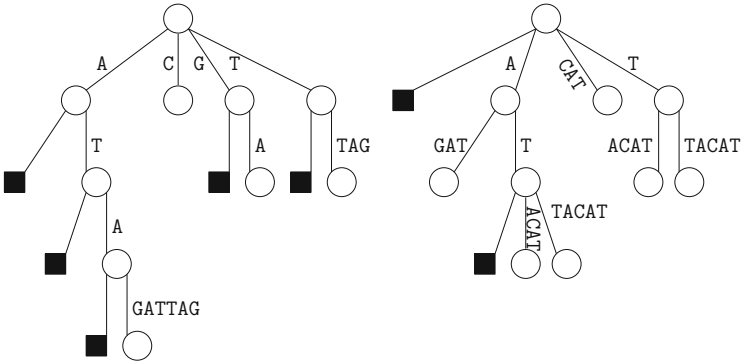 A C G T
A CAT T
T A TAG
GAT T ACAT TACAT
A
ACAT TACAT
GATTAG